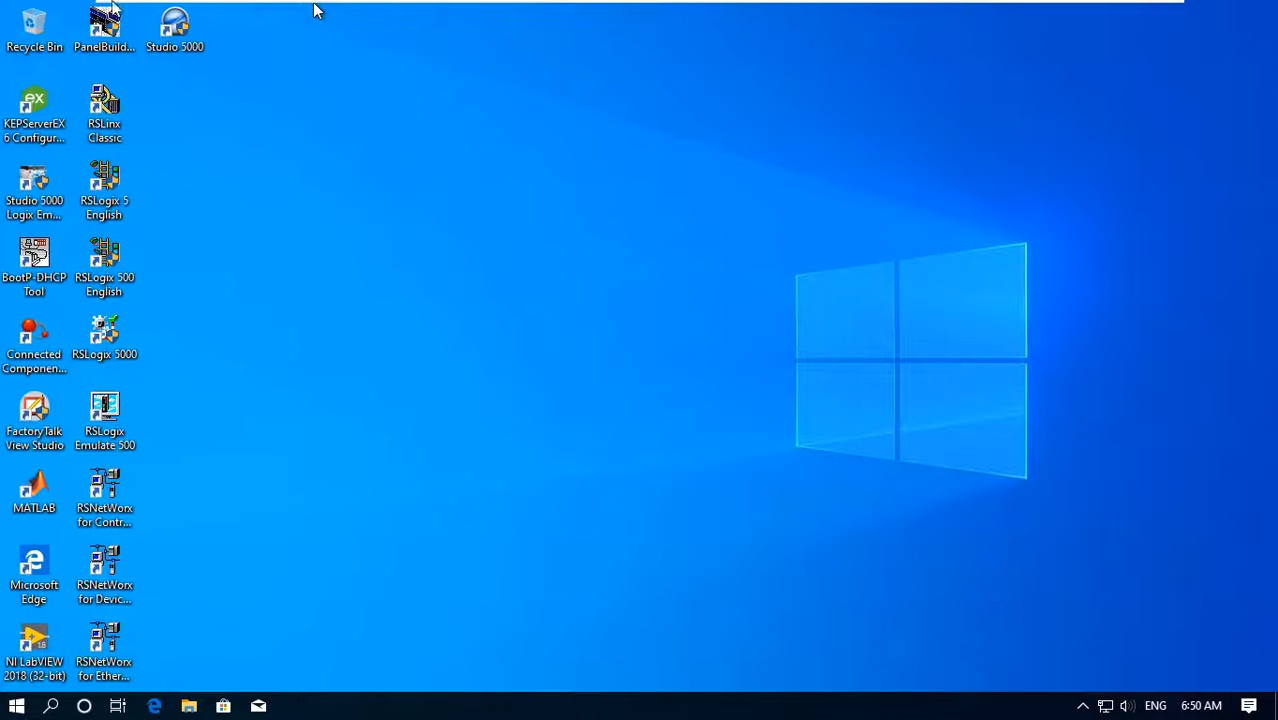 Recycle Bin
PanelBuild...
Studio 5000
KEPServerEX
6 Configur...
RSLinx
Classic
Studio 5000
Logix Em...
RSLogix 5
English
BootP-DHCP
Tool
RSLogix 500
English
Connected
Componen...
RSLogix 5000
FactoryTalk
View Studio
RSLogix
Emulate 500
MATLAB
RSNetWorx
for Contr...
Microsoft
Edge
RSNetWorx
for Devic...
NI LabVIEW
2018 (32-bit)
RSNetWorx
for Ether...
ENG
6:50 AM